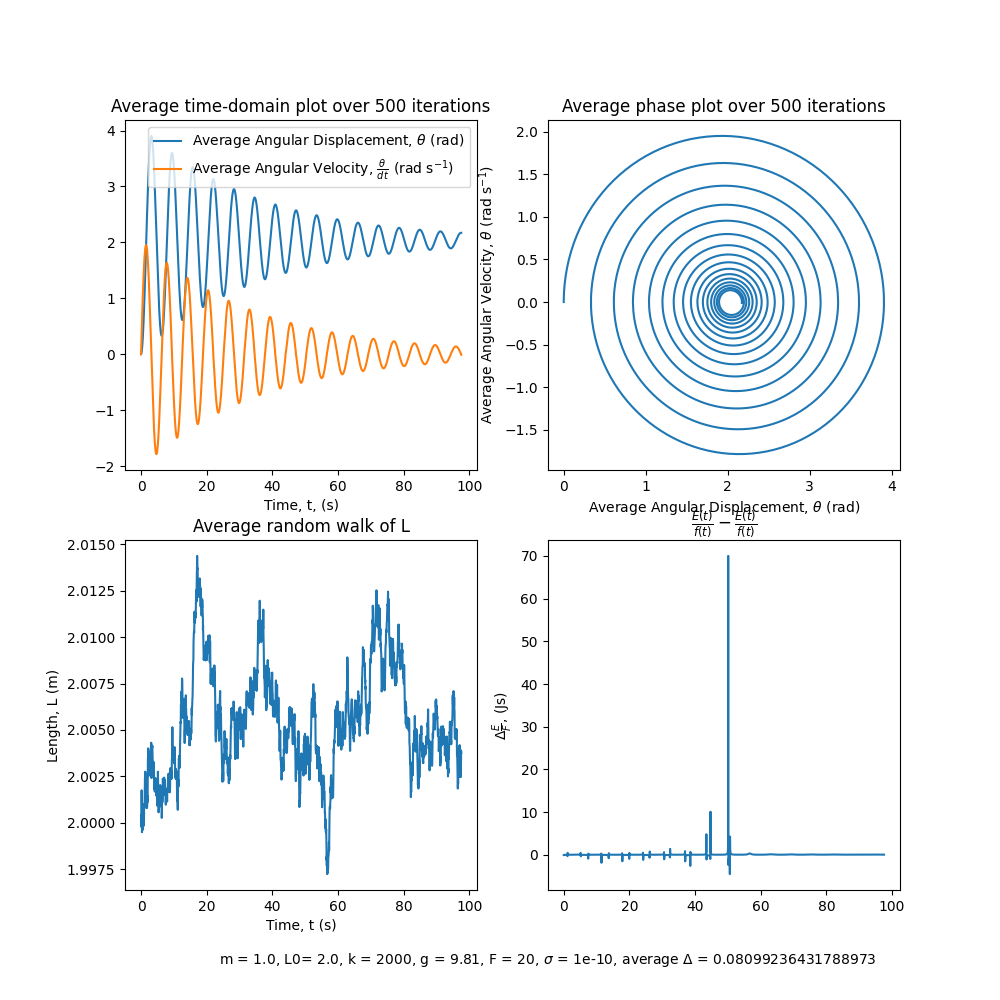 Average time-domain plot over 500 iterations
Average Angular Displacement, θ (rad)
Average Angular Velocity, θ/dt (rad s⁻¹)
4
3
2
1
0
−1
−2
0 20 40 60 80 100
Time, t, (s)
Average phase plot over 500 iterations
Average Angular Velocity, θ (rad s⁻¹)
2.0
1.5
1.0
0.5
0.0
−0.5
−1.0
−1.5
0 1 2 3 4
Average Angular Displacement, θ (rad)
Average random walk of L
Length, L (m)
2.0150
2.0125
2.0100
2.0075
2.0050
2.0025
2.0000
1.9975
0 20 40 60 80 100
Time, t (s)
E(t)/f(t) − E(t)/f(t)
Δ E/F, (Js)
70
60
50
40
30
20
10
0
0 20 40 60 80 100
m = 1.0, L0= 2.0, k = 2000, g = 9.81, F = 20, σ = 1e-10, average Δ = 0.08099236431788973